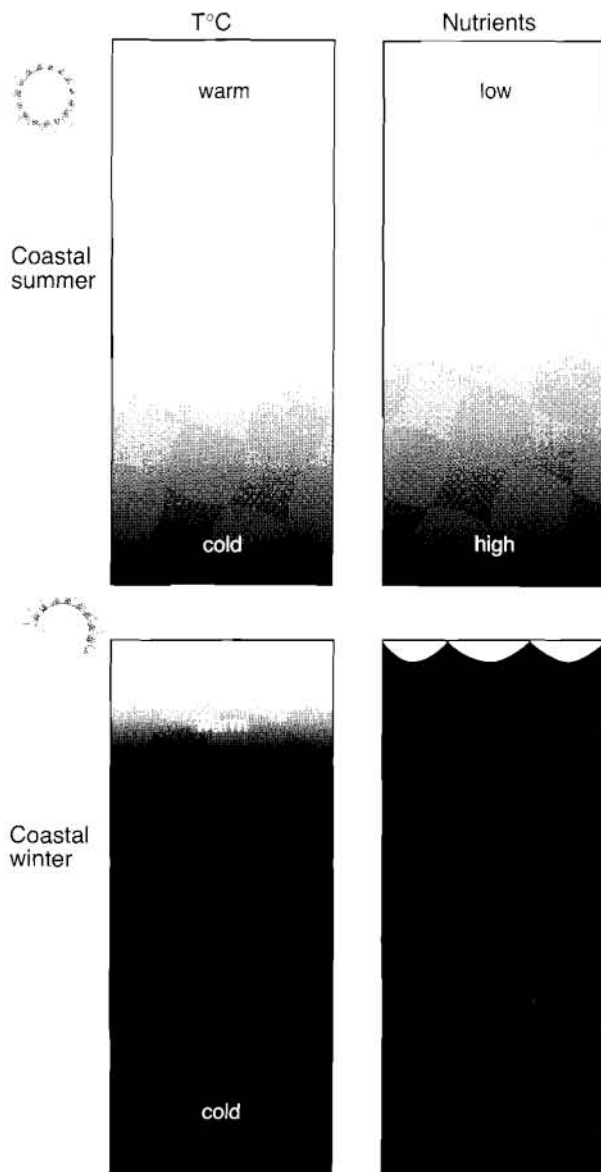 T°C
Nutrients
warm
low
Coastal
summer
cold
high
Coastal
winter
cold